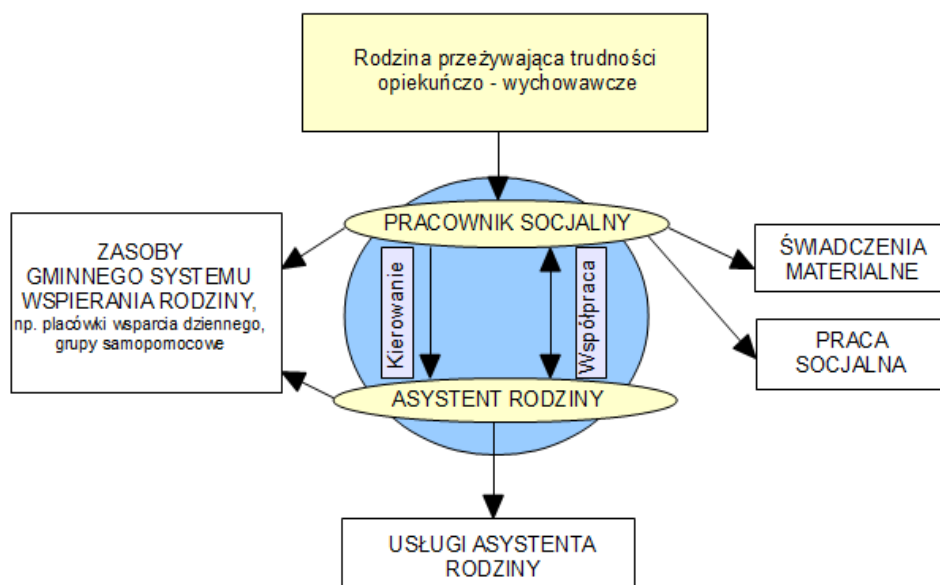 Rodzina przeżywająca trudności
opiekuńczo - wychowawcze
PRACOWNIK SOCJALNY
ZASOBY
GMINNEGO SYSTEMU
WSPIERANIA RODZINY,
np. placówki wsparcia dziennego,
grupy samopomocowe
Kierowanie
Współpraca
ŚWIADCZENIA
MATERIALNE
PRACA
SOCJALNA
ASYSTENT RODZINY
USŁUGI ASYSTENTA
RODZINY